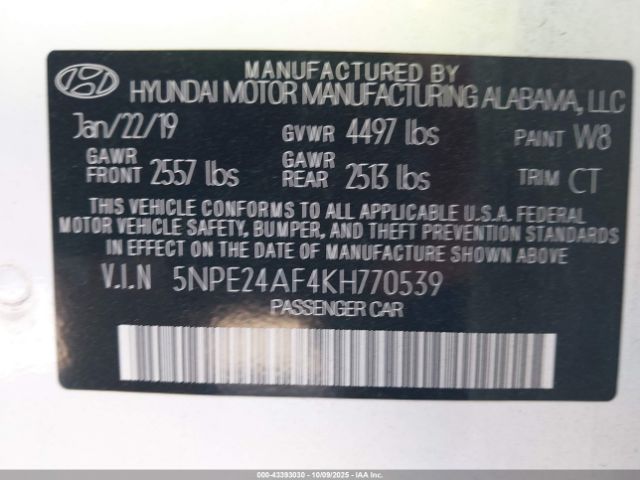 MANUFACTURED BY
HYUNDAI MOTOR MANUFACTURING ALABAMA, LLC
Jan/22/19 GVWR 4497 lbs PAINT W8
GAWR FRONT 2557 lbs GAWR REAR 2513 lbs TRIM CT
THIS VEHICLE CONFORMS TO ALL APPLICABLE U.S.A. FEDERAL
MOTOR VEHICLE SAFETY, BUMPER, AND THEFT PREVENTION STANDARDS
IN EFFECT ON THE DATE OF MANUFACTURE SHOWN ABOVE
V.I.N 5NPE24AF4KH770539
PASSENGER CAR
000-43393030 - 10/09/2025 - IAAI.com